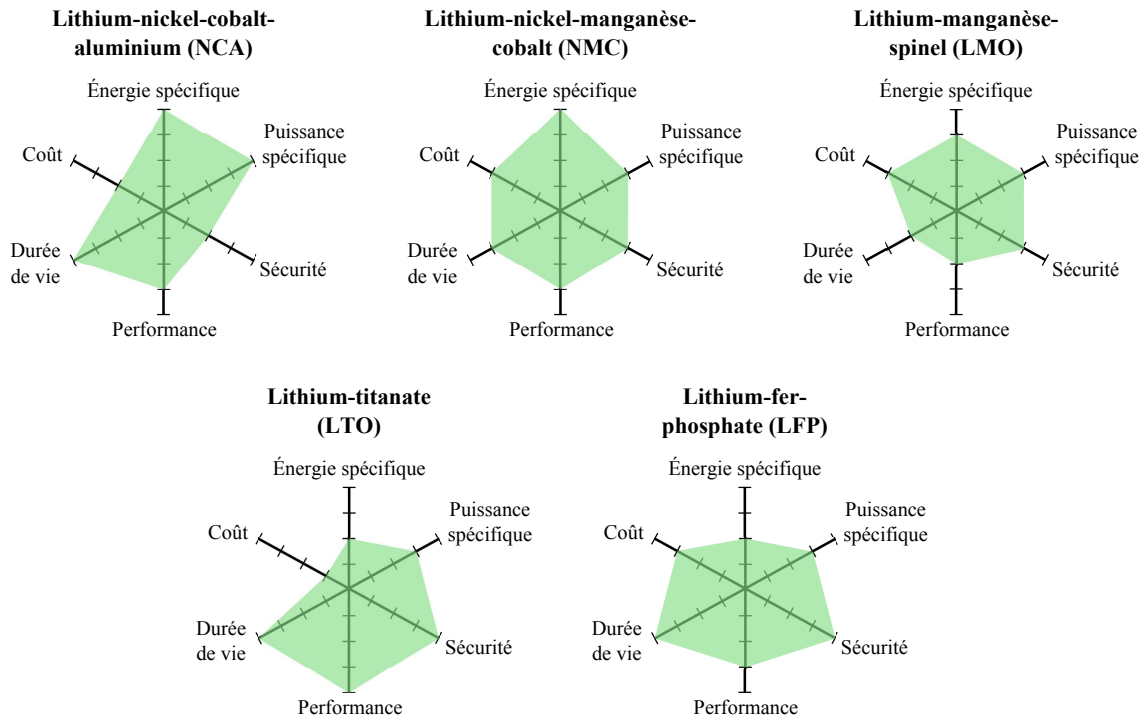 Lithium-nickel-cobalt-
aluminium (NCA)
Énergie spécifique
Puissance
spécifique
Coût
Durée
de vie
Sécurité
Performance
Lithium-nickel-manganèse-
cobalt (NMC)
Énergie spécifique
Puissance
spécifique
Coût
Durée
de vie
Sécurité
Performance
Lithium-manganèse-
spinel (LMO)
Énergie spécifique
Puissance
spécifique
Coût
Durée
de vie
Sécurité
Performance
Lithium-titanate
(LTO)
Énergie spécifique
Puissance
spécifique
Coût
Durée
de vie
Sécurité
Performance
Lithium-fer-
phosphate (LFP)
Énergie spécifique
Puissance
spécifique
Coût
Durée
de vie
Sécurité
Performance